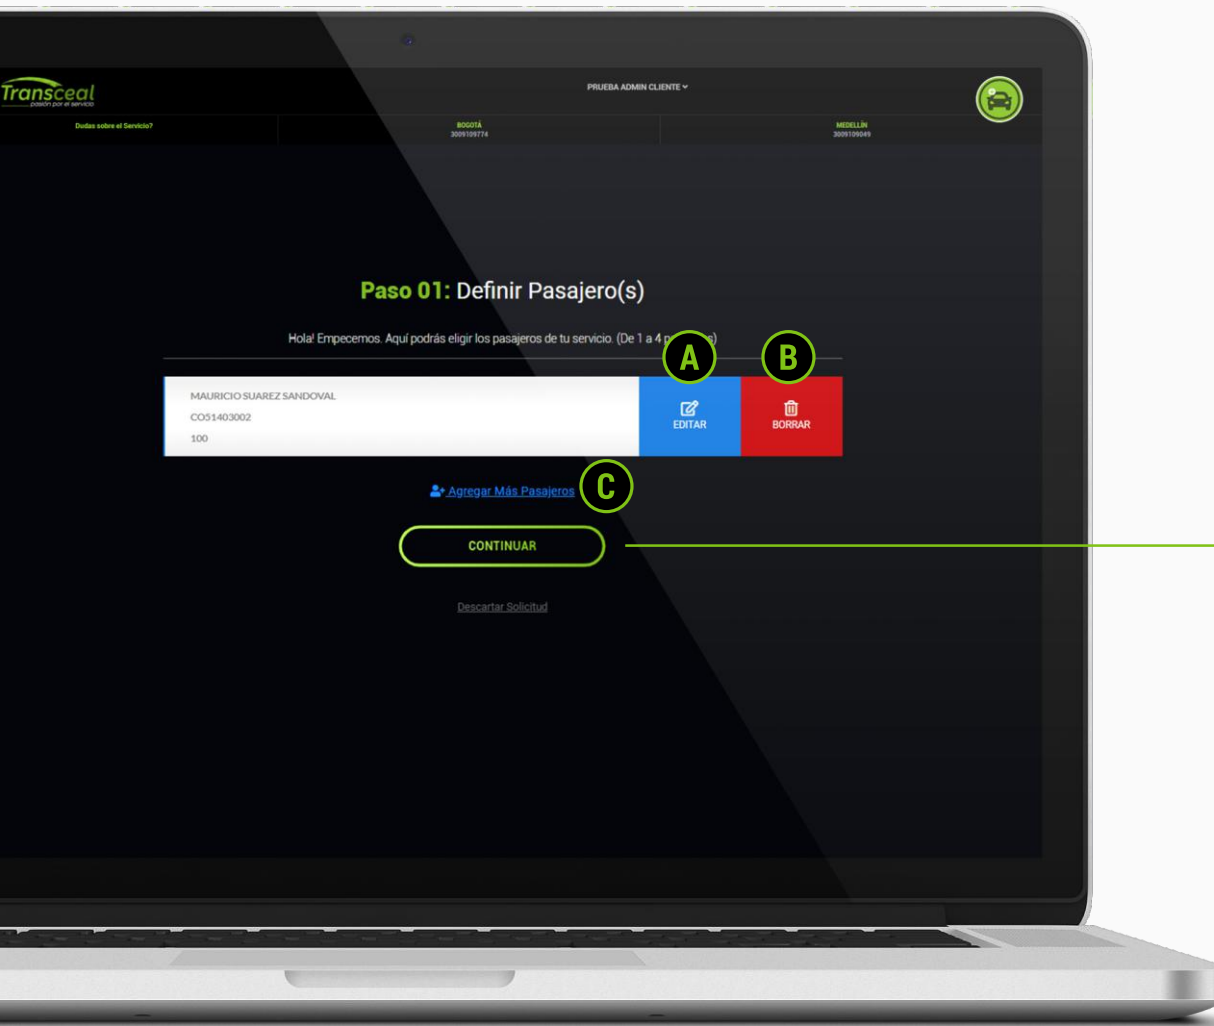 Transceal
pasión por el servicio
PRUEBA ADMIN CLIENTE
Dudas sobre el Servicio?
BOGOTÁ
3009109774
MEDELLÍN
3009109049
Paso 01: Definir Pasajero(s)
Hola! Empecemos. Aquí podrás eligir los pasajeros de tu servicio. (De 1 a 4
A
B
MAURICIO SUAREZ SANDOVAL
CO51403002
100
EDITAR
BORRAR
Agregar Más Pasajeros
C
CONTINUAR
Descartar Solicitud